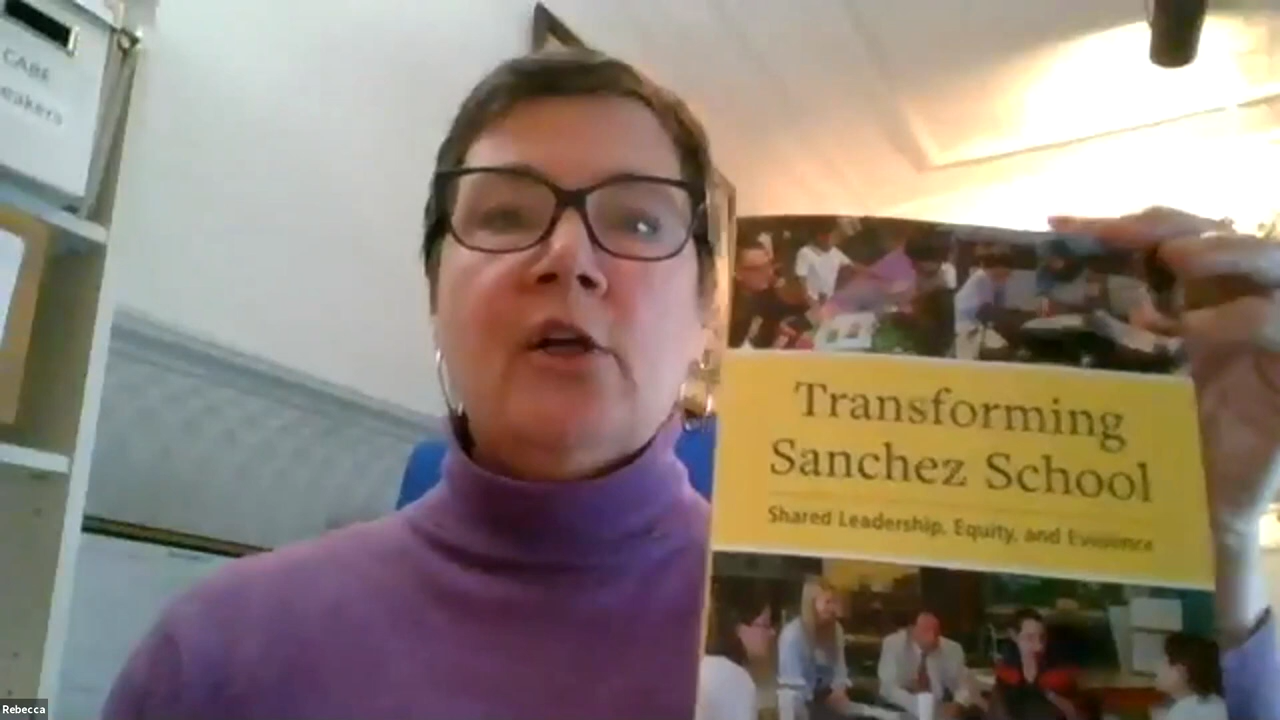 CABE
eakers
Transforming
Sanchez School
Shared Leadership, Equity, and Evidence
Rebecca